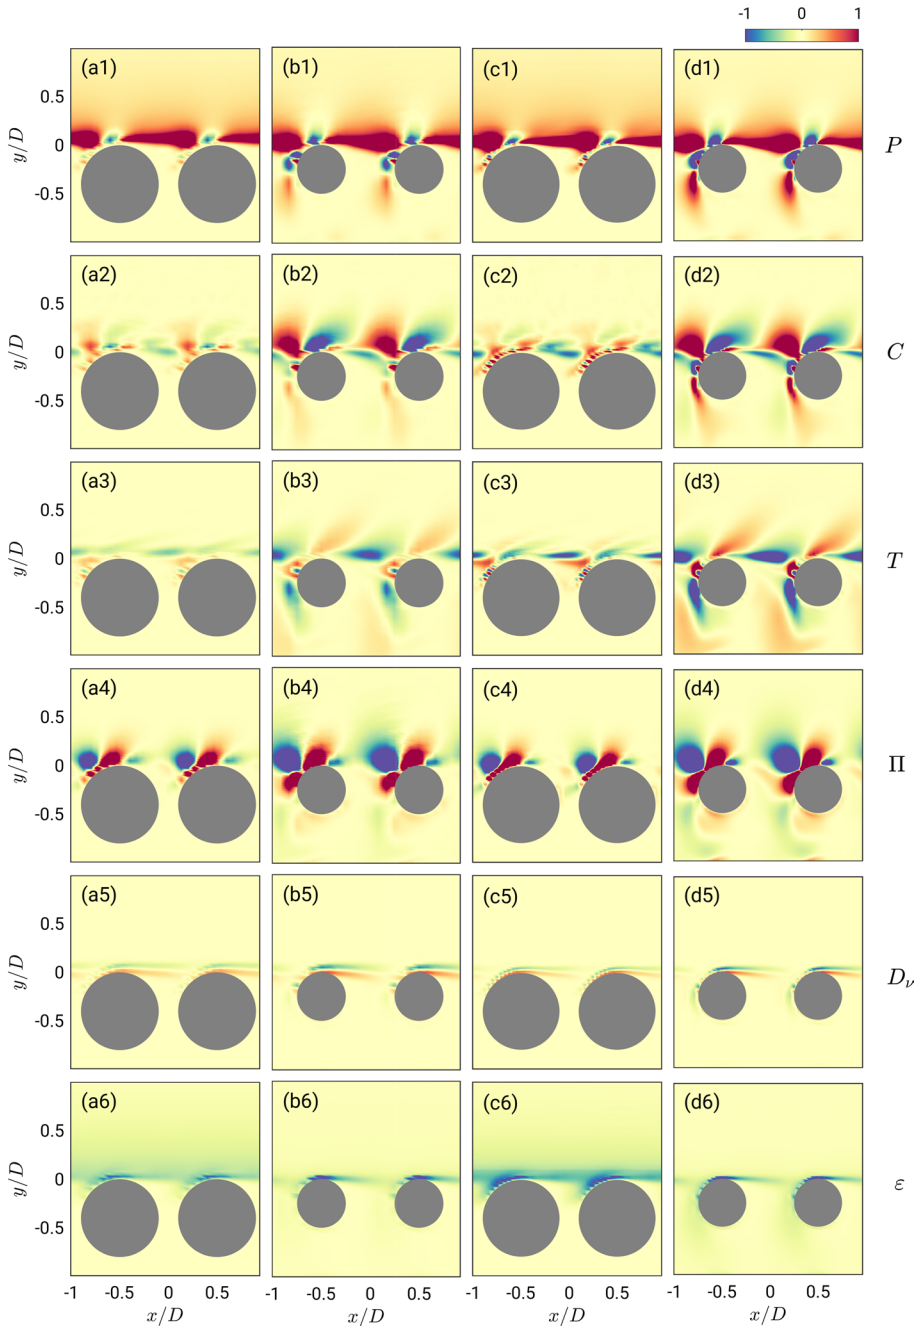 -1 0 1
(a1) (b1) (c1) (d1)
0.5
0
-0.5
y/D
P
(a2) (b2) (c2) (d2)
0.5
0
-0.5
y/D
C
(a3) (b3) (c3) (d3)
0.5
0
-0.5
y/D
T
(a4) (b4) (c4) (d4)
0.5
0
-0.5
y/D
Π
(a5) (b5) (c5) (d5)
0.5
0
-0.5
y/D
Dν
(a6) (b6) (c6) (d6)
0.5
0
-0.5
y/D
ε
-1 -0.5 0 0.5 -1 -0.5 0 0.5 -1 -0.5 0 0.5 -1 -0.5 0 0.5
x/D x/D x/D x/D